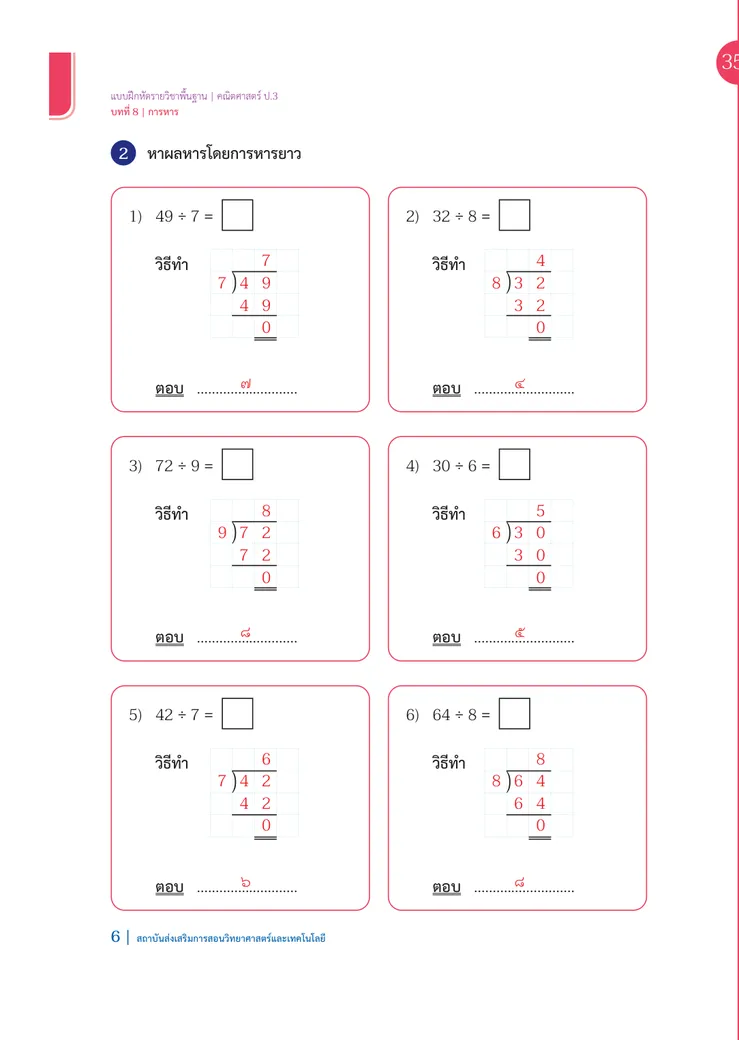 35
แบบฝึกหัดรายวิชาพื้นฐาน | คณิตศาสตร์ ป.3
บทที่ 8 | การหาร
2 หาผลหารโดยการหารยาว
1) 49 ÷ 7 =
วิธีทำ
7
7 ) 4 9
4 9
0
ตอบ ........................... ๗
2) 32 ÷ 8 =
วิธีทำ
4
8 ) 3 2
3 2
0
ตอบ ........................... ๔
3) 72 ÷ 9 =
วิธีทำ
8
9 ) 7 2
7 2
0
ตอบ ........................... ๘
4) 30 ÷ 6 =
วิธีทำ
5
6 ) 3 0
3 0
0
ตอบ ........................... ๕
5) 42 ÷ 7 =
วิธีทำ
6
7 ) 4 2
4 2
0
ตอบ ........................... ๖
6) 64 ÷ 8 =
วิธีทำ
8
8 ) 6 4
6 4
0
ตอบ ........................... ๘
6 | สถาบันส่งเสริมการสอนวิทยาศาสตร์และเทคโนโลยี